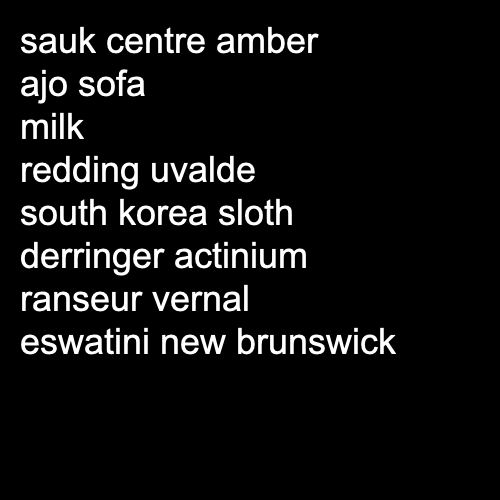 sauk centre amber
ajo sofa
milk
redding uvalde
south korea sloth
derringer actinium
ranseur vernal
eswatini new brunswick